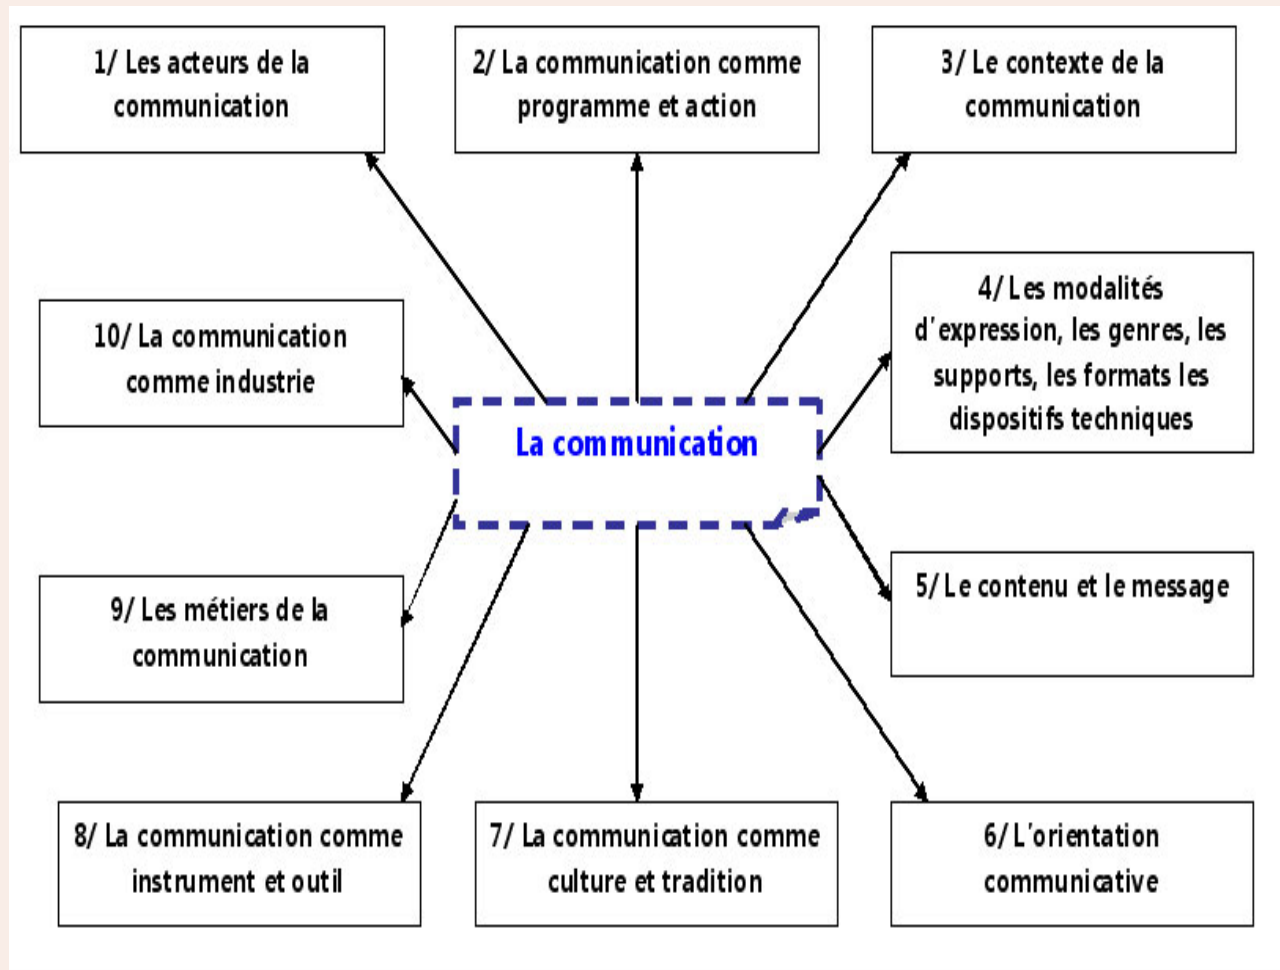 1/ Les acteurs de la
communication
2/ La communication comme
programme et action
3/ Le contexte de la
communication
4/ Les modalités
d'expression, les genres, les
supports, les formats les
dispositifs techniques
10/ La communication
comme industrie
La communication
5/ Le contenu et le message
9/ Les métiers de la
communication
8/ La communication comme
instrument et outil
7/ La communication comme
culture et tradition
6/ L'orientation
communicative